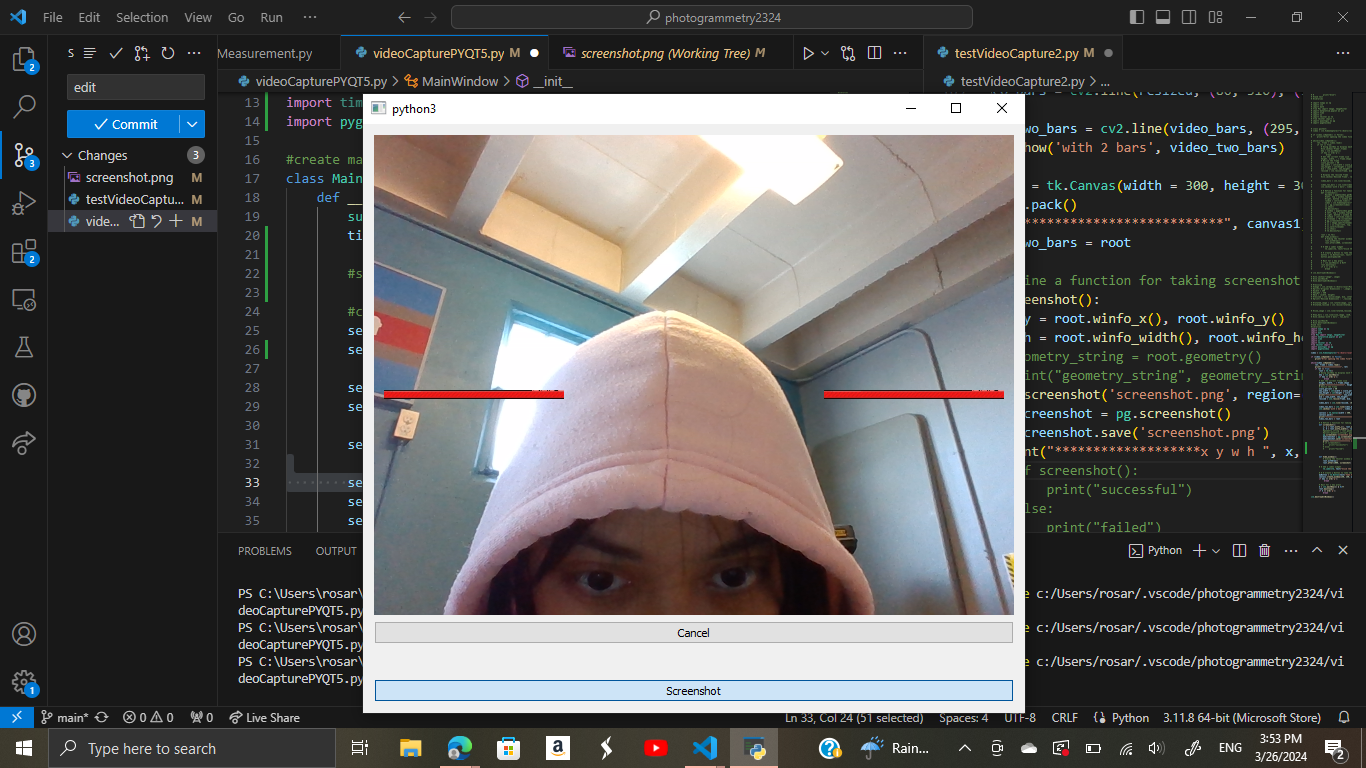 File Edit Selection View Go Run ··· photogrammetry2324
S ···
edit
Commit
Changes 3
screenshot.png M
testVideoCaptu... M
vide... M
Measurement.py videoCapturePYQT5.py M screenshot.png (Working Tree) M ···
videoCapturePYQT5.py > MainWindow > __init__
13 import tim
14 import pyg
15
16 #create ma
17 class Main
18 def __
19 su
20 ti
21
22 #s
23
24 #c
25 se
26 se
27
28 se
29 se
30
31 se
32
33 se
34 se
35 se
python3
Cancel
Screenshot
testVideoCapture2.py M ···
testVideoCapture2.py > ...
wo_bars = cv2.line(video_bars, (295,
how('with 2 bars', video_two_bars)
= tk.Canvas(width = 300, height = 30
.pack()
*************************", canvas1)
wo_bars = root
ine a function for taking screenshot
eenshot():
y = root.winfo_x(), root.winfo_y()
h = root.winfo_width(), root.winfo_he
ometry_string = root.geometry()
int("geometry_string", geometry_strin
screenshot('screenshot.png', region=
creenshot = pg.screenshot()
creenshot.save('screenshot.png')
nt("*******************x y w h ", x,
f screenshot():
print("successful")
lse:
print("failed")
PROBLEMS OUTPUT Python ···
PS C:\Users\rosar\ e c:/Users/rosar/.vscode/photogrammetry2324/vi
deoCapturePYQT5.py
PS C:\Users\rosar\ e c:/Users/rosar/.vscode/photogrammetry2324/vi
deoCapturePYQT5.py
PS C:\Users\rosar\ e c:/Users/rosar/.vscode/photogrammetry2324/vi
deoCapturePYQT5.py
main* 0 0 0 Live Share Ln 33, Col 24 (51 selected) Spaces: 4 UTF-8 CRLF Python 3.11.8 64-bit (Microsoft Store)
Type here to search Rain... ENG 3:53 PM
3/26/2024 2